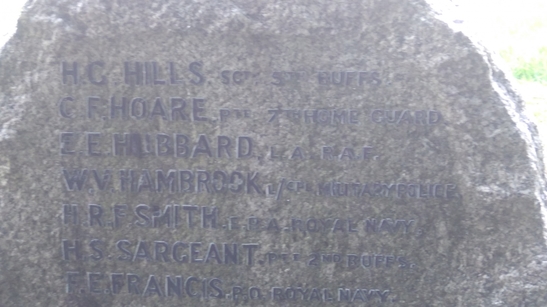 H.G. HILLS. SGT 5TH BUFFS.
C.F. HOARE. PTE 7TH HOME GUARD.
E.E. HUBBARD. L.A. R.A.F.
W.V. HAMBROOK. L/CPL MILITARY POLICE.
H.R.F. SMITH. E.R.A. ROYAL NAVY.
H.S. SARGEANT. PTE 2ND BUFFS.
F.E. FRANCIS. P.O. ROYAL NAVY.